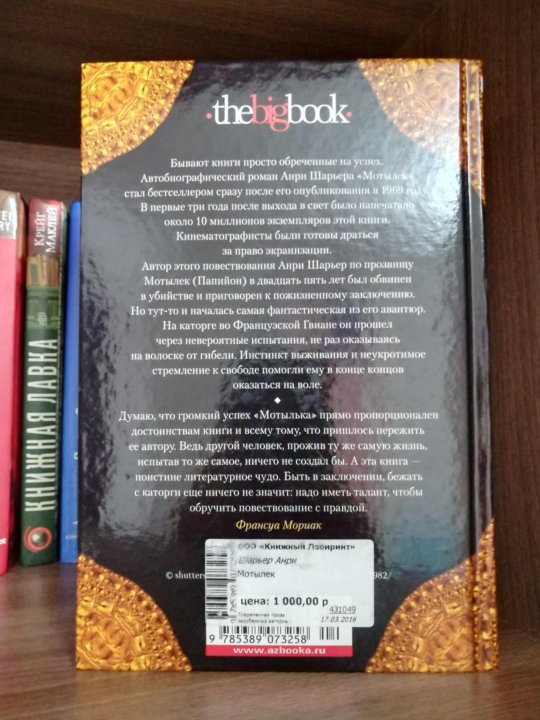 ·thebigbook·
Бывают книги просто обреченные на успех.
Автобиографический роман Анри Шарьера «Мотылек»
стал бестселлером сразу после его опубликования в 1969 году.
В первые три года после выхода в свет было напечатано
около 10 миллионов экземпляров этой книги.
Кинематографисты были готовы драться
за право экранизации.
Автор этого повествования Анри Шарьер по прозвищу
Мотылек (Папийон) в двадцать пять лет был обвинен
в убийстве и приговорен к пожизненному заключению.
Но тут-то и началась самая фантастическая из его авантюр.
На каторге во Французской Гвиане он прошел
через невероятные испытания, не раз оказываясь
на волоске от гибели. Инстинкт выживания и неукротимое
стремление к свободе помогли ему в конце концов
оказаться на воле.
Думаю, что громкий успех «Мотылька» прямо пропорционален
достоинствам книги и всему тому, что пришлось пережить
ее автору. Ведь другой человек, прожив ту же самую жизнь,
испытав то же самое, ничего не создал бы. А эта книга —
поистине литературное чудо. Быть в заключении, бежать
с каторги еще ничего не значит: надо иметь талант, чтобы
обручить повествование с правдой.
Франсуа Мориак
ООО «Книжный Лабиринт»
Шарьер Анри
© shutters
Мотылек
982/
цена: 1 000,00 р
431049
Современная проза
зарубежных авторов
17.03.2016
9 785389 073258
www.azbooka.ru
КРЕЙГ
МАКЛЕЙ
КНИЖНАЯ ЛАВКА